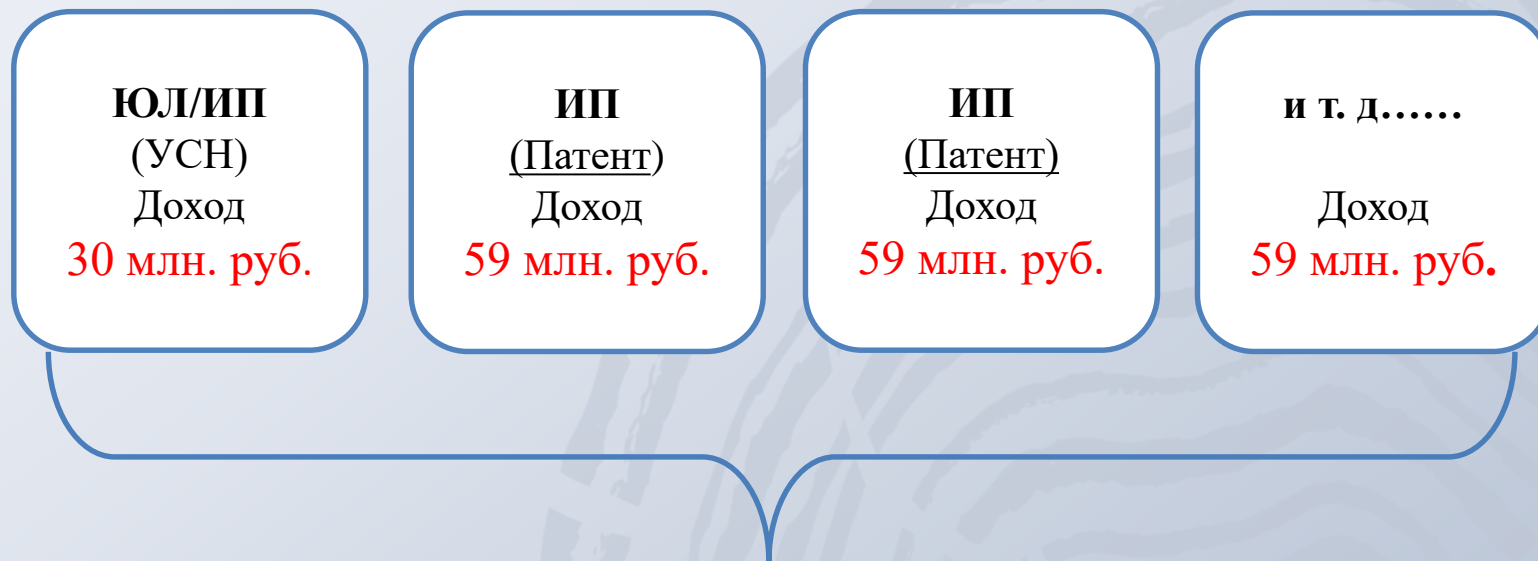 ЮЛ/ИП
(УСН)
Доход
30 млн. руб.
ИП
(Патент)
Доход
59 млн. руб.
ИП
(Патент)
Доход
59 млн. руб.
и т. д......
Доход
59 млн. руб.